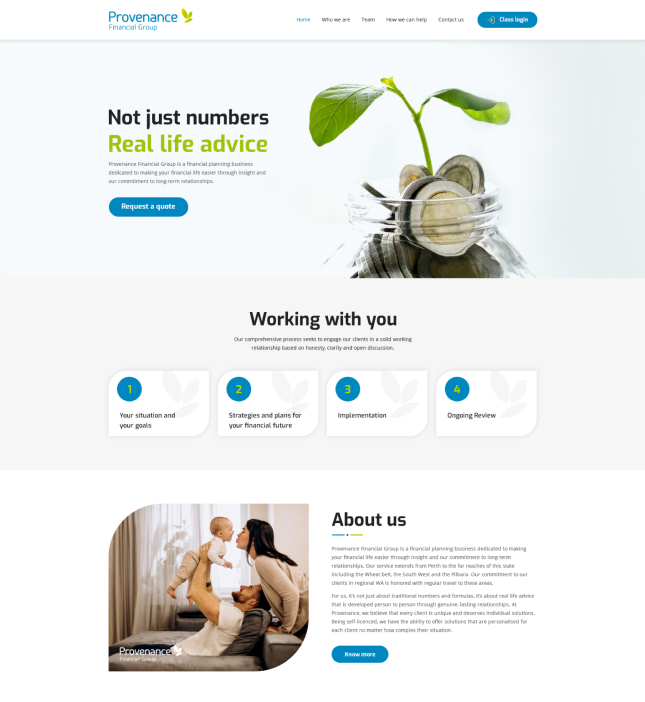 Provenance
Financial Group
Home Who we are Team How we can help Contact us Class login
Not just numbers
Real life advice
Provenance Financial Group is a financial planning business
dedicated to making your financial life easier through insight and
our commitment to long-term relationships.
Request a quote
Working with you
Our comprehensive process seeks to engage our clients in a solid working
relationship based on honesty, clarity and open discussion.
1
Your situation and
your goals
2
Strategies and plans for
your financial future
3
Implementation
4
Ongoing Review
Provenance
Financial Group
About us
Provenance Financial Group is a financial planning business dedicated to making
your financial life easier through insight and our commitment to long-term
relationships. Our service extends from Perth to the far reaches of this state
including the Wheat belt, the South West and the Pilbara. Our commitment to our
clients in regional WA is honored with regular travel to these areas.
For us, it's not just about traditional numbers and formulas, it's about real life advice
that is developed person to person through genuine, lasting relationships. At
Provenance, we believe that every client is unique and deserves individual solutions.
Being self-licenced, we have the ability to offer solutions that are personalised for
each client no matter how complex their situation.
Know more